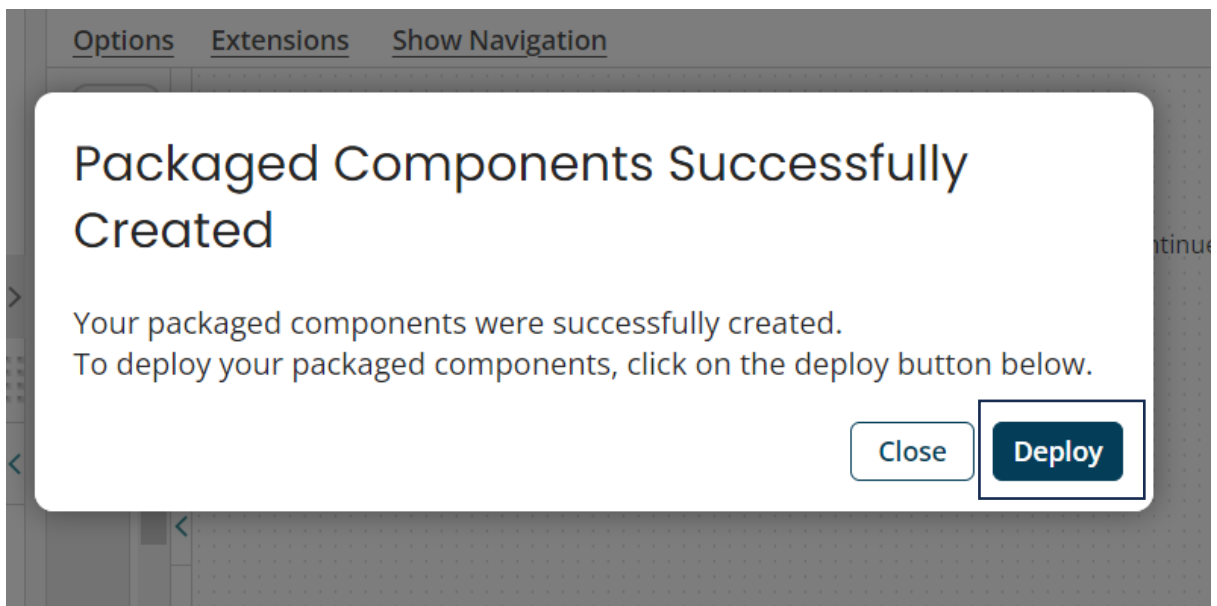 Options Extensions Show Navigation
Packaged Components Successfully
Created
Your packaged components were successfully created.
To deploy your packaged components, click on the deploy button below.
Close Deploy